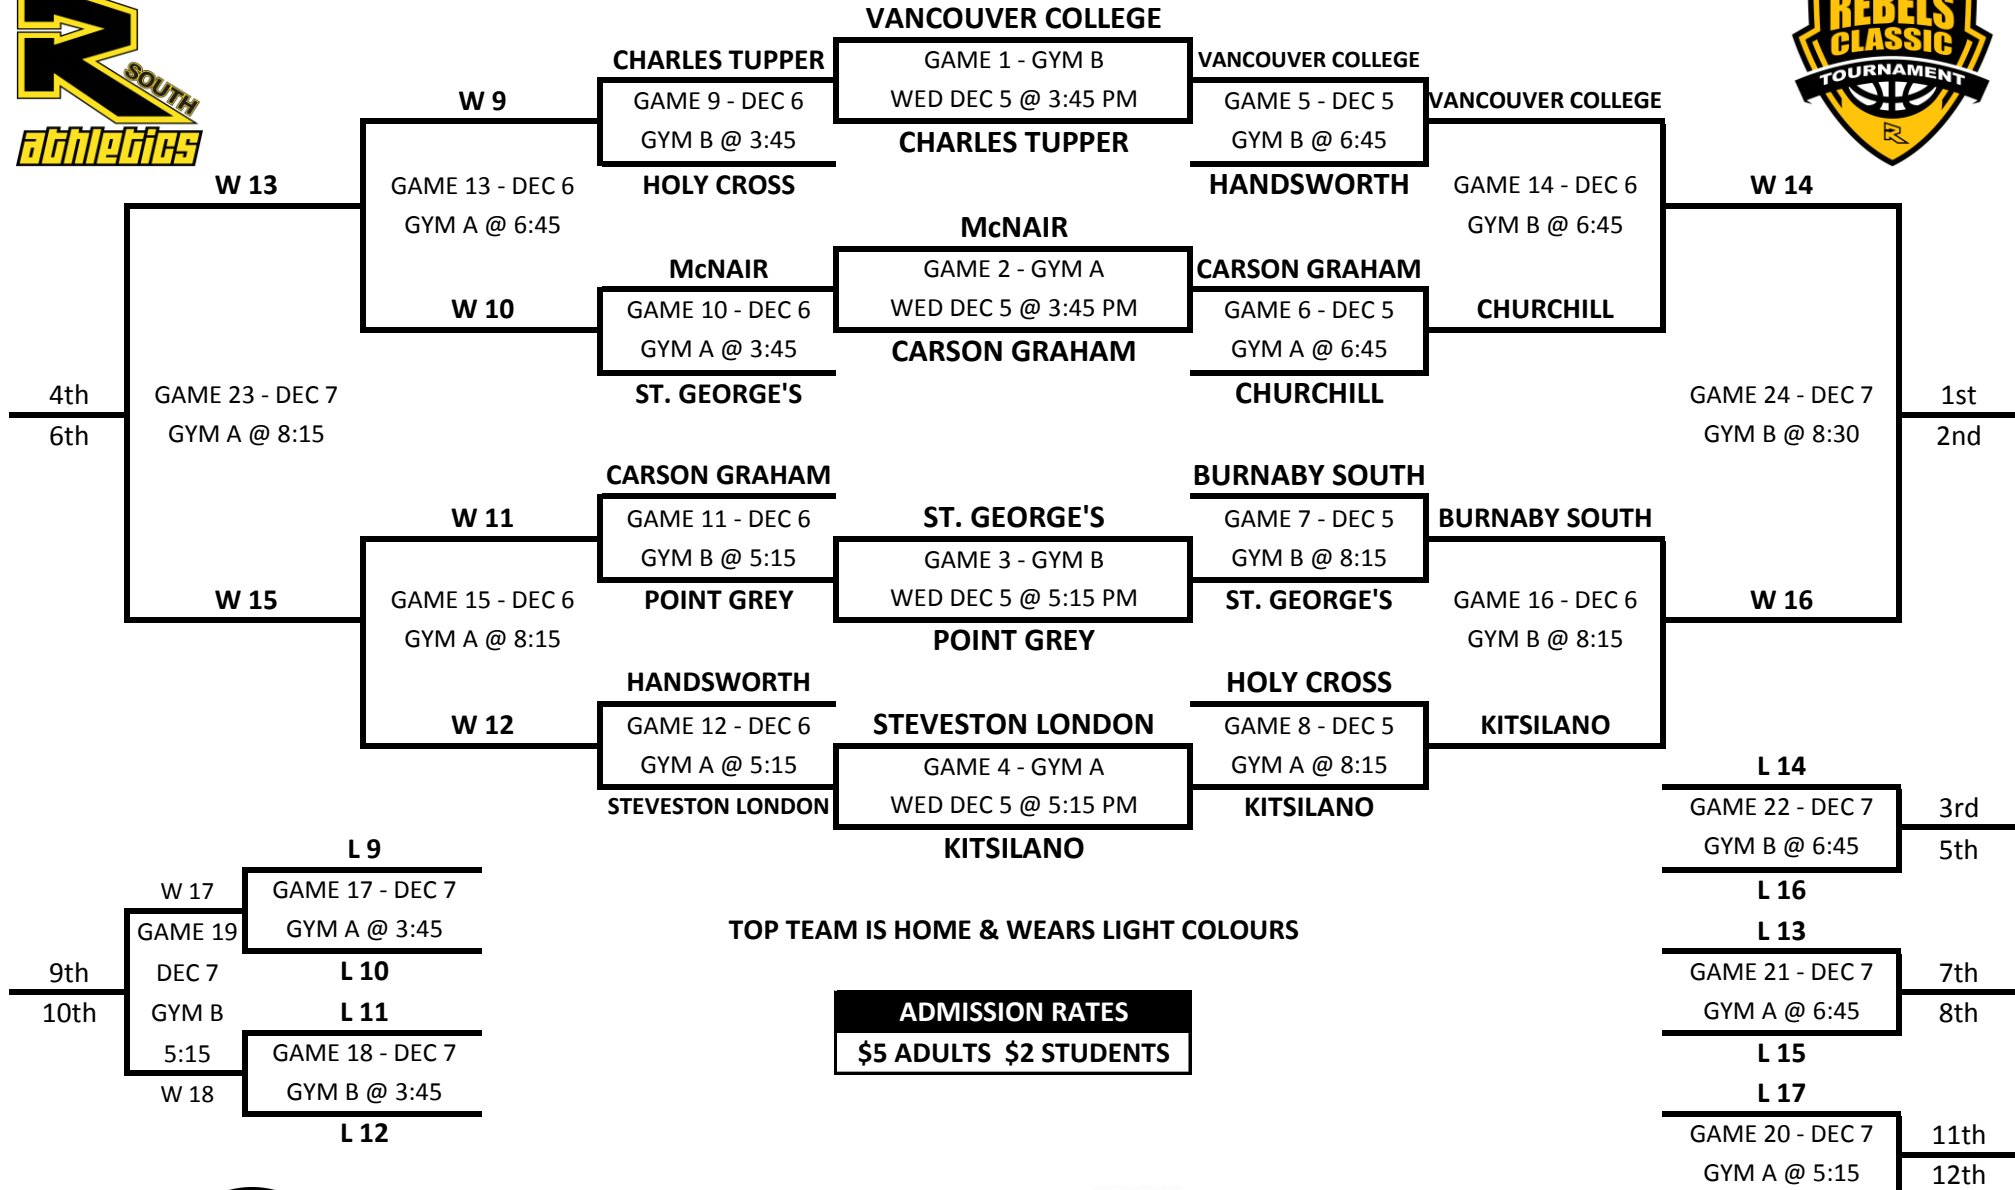 R
SOUTH
athletics
REBELS
CLASSIC
TOURNAMENT
R
VANCOUVER COLLEGE
GAME 1 - GYM B
WED DEC 5 @ 3:45 PM
CHARLES TUPPER
McNAIR
GAME 2 - GYM A
WED DEC 5 @ 3:45 PM
CARSON GRAHAM
ST. GEORGE'S
GAME 3 - GYM B
WED DEC 5 @ 5:15 PM
POINT GREY
STEVESTON LONDON
GAME 4 - GYM A
WED DEC 5 @ 5:15 PM
KITSILANO
CHARLES TUPPER
GAME 9 - DEC 6
GYM B @ 3:45
HOLY CROSS
McNAIR
GAME 10 - DEC 6
GYM A @ 3:45
ST. GEORGE'S
CARSON GRAHAM
GAME 11 - DEC 6
GYM B @ 5:15
POINT GREY
HANDSWORTH
GAME 12 - DEC 6
GYM A @ 5:15
STEVESTON LONDON
W 9
GAME 13 - DEC 6
GYM A @ 6:45
W 10
W 11
GAME 15 - DEC 6
GYM A @ 8:15
W 12
W 13
GAME 23 - DEC 7
GYM A @ 8:15
W 15
4th
6th
VANCOUVER COLLEGE
GAME 5 - DEC 5
GYM B @ 6:45
HANDSWORTH
CARSON GRAHAM
GAME 6 - DEC 5
GYM A @ 6:45
CHURCHILL
BURNABY SOUTH
GAME 7 - DEC 5
GYM B @ 8:15
ST. GEORGE'S
HOLY CROSS
GAME 8 - DEC 5
GYM A @ 8:15
KITSILANO
VANCOUVER COLLEGE
GAME 14 - DEC 6
GYM B @ 6:45
CHURCHILL
BURNABY SOUTH
GAME 16 - DEC 6
GYM B @ 8:15
KITSILANO
W 14
GAME 24 - DEC 7
GYM B @ 8:30
W 16
1st
2nd
L 9
GAME 17 - DEC 7
GYM A @ 3:45
L 10
L 11
GAME 18 - DEC 7
GYM B @ 3:45
L 12
W 17
GAME 19
DEC 7
GYM B
5:15
W 18
9th
10th
TOP TEAM IS HOME & WEARS LIGHT COLOURS
ADMISSION RATES
$5 ADULTS $2 STUDENTS
L 14
GAME 22 - DEC 7
GYM B @ 6:45
L 16
3rd
5th
L 13
GAME 21 - DEC 7
GYM A @ 6:45
L 15
7th
8th
L 17
GAME 20 - DEC 7
GYM A @ 5:15
11th
12th